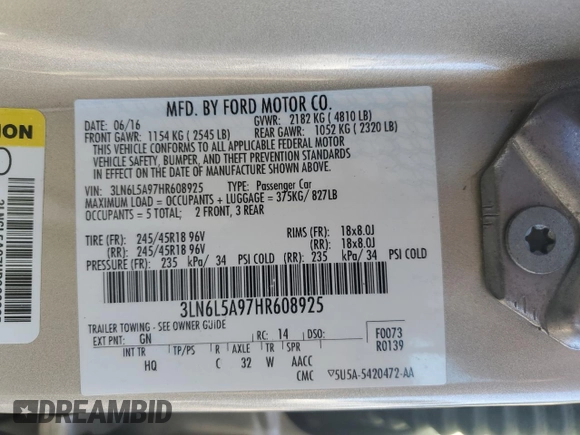 MFD. BY FORD MOTOR CO.
DATE: 06/16 GVWR: 2182 KG ( 4810 LB)
FRONT GAWR: 1154 KG ( 2545 LB) REAR GAWR: 1052 KG ( 2320 LB)
THIS VEHICLE CONFORMS TO ALL APPLICABLE FEDERAL MOTOR
VEHICLE SAFETY, BUMPER, AND THEFT PREVENTION STANDARDS
IN EFFECT ON THE DATE OF MANUFACTURE SHOWN ABOVE.
VIN: 3LN6L5A97HR608925 TYPE: Passenger Car
MAXIMUM LOAD = OCCUPANTS + LUGGAGE = 375KG/ 827LB
OCCUPANTS = 5 TOTAL: 2 FRONT, 3 REAR
TIRE (FR): 245/45R18 96V RIMS (FR): 18x8.0J
(RR): 245/45R18 96V (RR): 18x8.0J
PRESSURE (FR): 235 kPa/ 34 PSI COLD (RR): 235 kPa/ 34 PSI COLD
3LN6L5A97HR608925
TRAILER TOWING - SEE OWNER GUIDE
EXT PNT: GN RC: 14 DSO: F0073
R0139
INT TR TP/PS R AXLE TR SPR
HQ C 32 W AACC
CMC ▽5U5A-5420472-AA
ION
AUTOBIDMASTER
DREAMBID